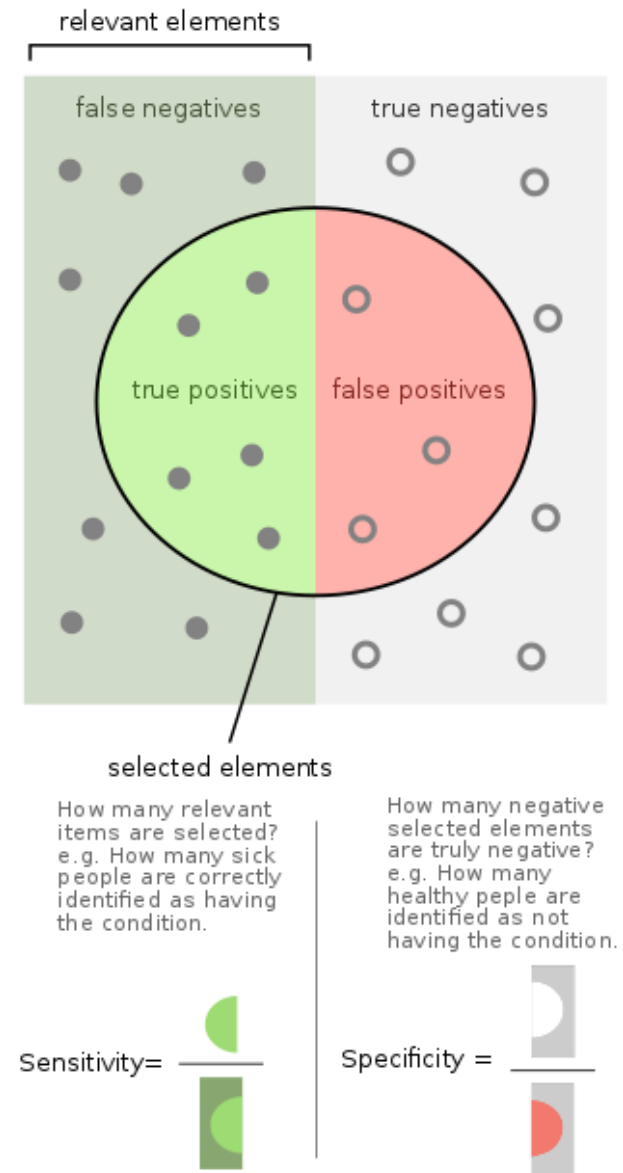 relevant elements
false negatives
true negatives
true positives
false positives
selected elements
How many relevant
items are selected?
e.g. How many sick
people are correctly
identified as having
the condition.
How many negative
selected elements
are truly negative?
e.g. How many
healthy peple are
identified as not
having the condition.
Sensitivity=
Specificity =